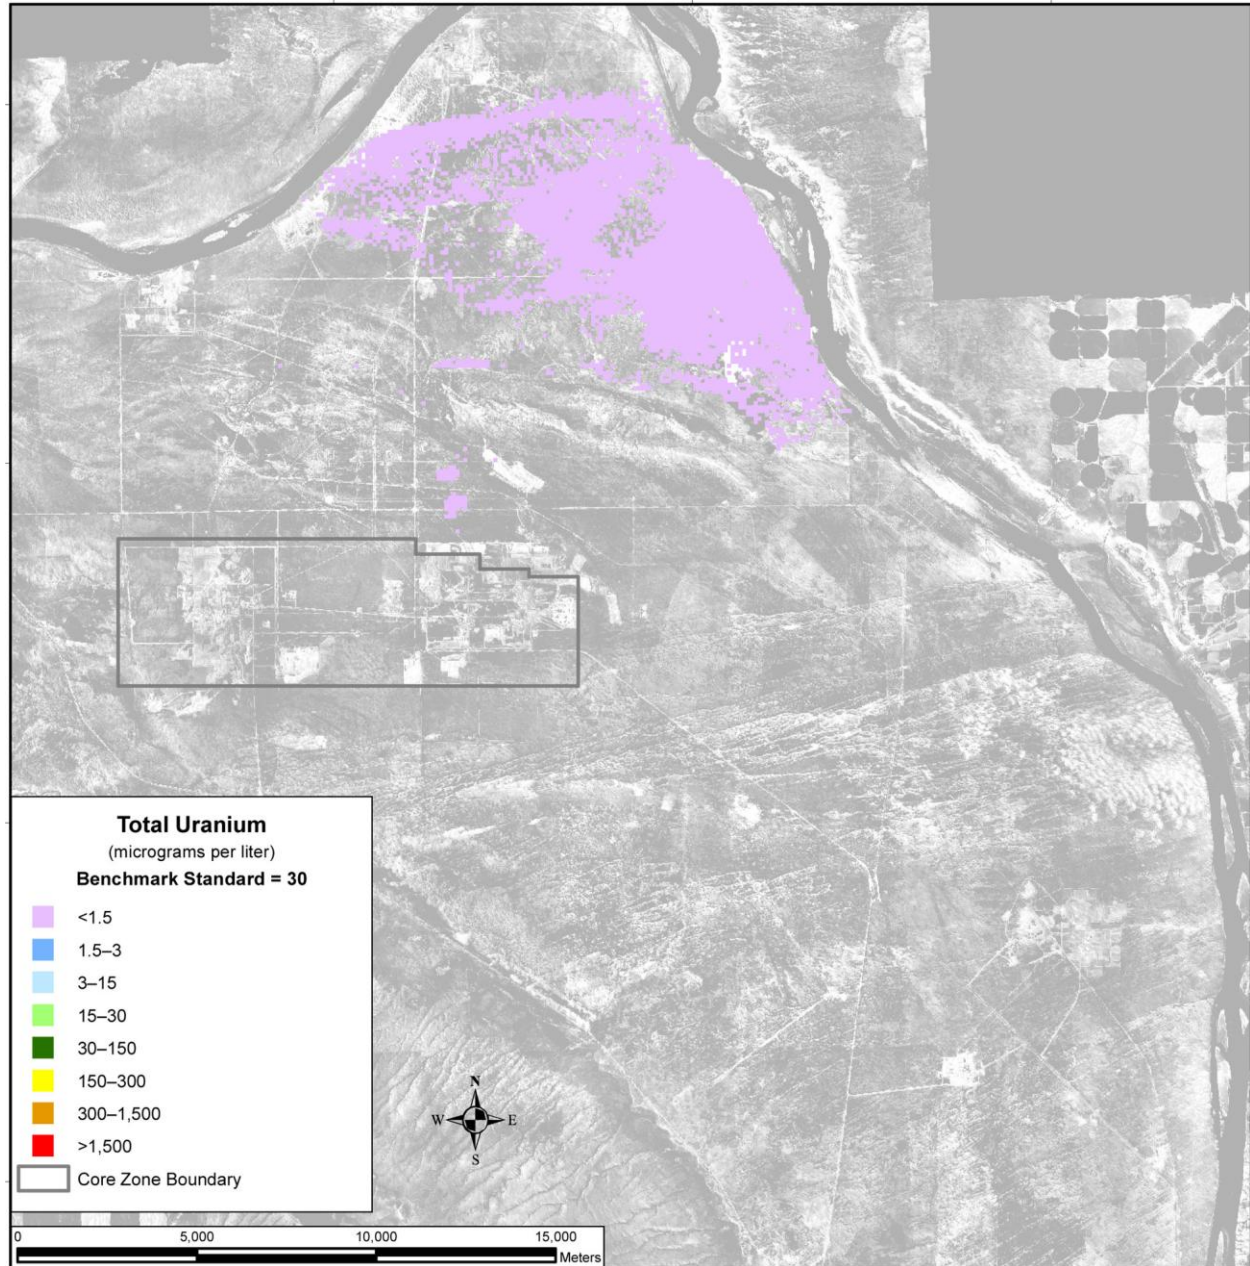 Total Uranium
(micrograms per liter)
Benchmark Standard = 30
<1.5
1.5–3
3–15
15–30
30–150
150–300
300–1,500
>1,500
Core Zone Boundary
N
W E
S
0 5,000 10,000 15,000
Meters